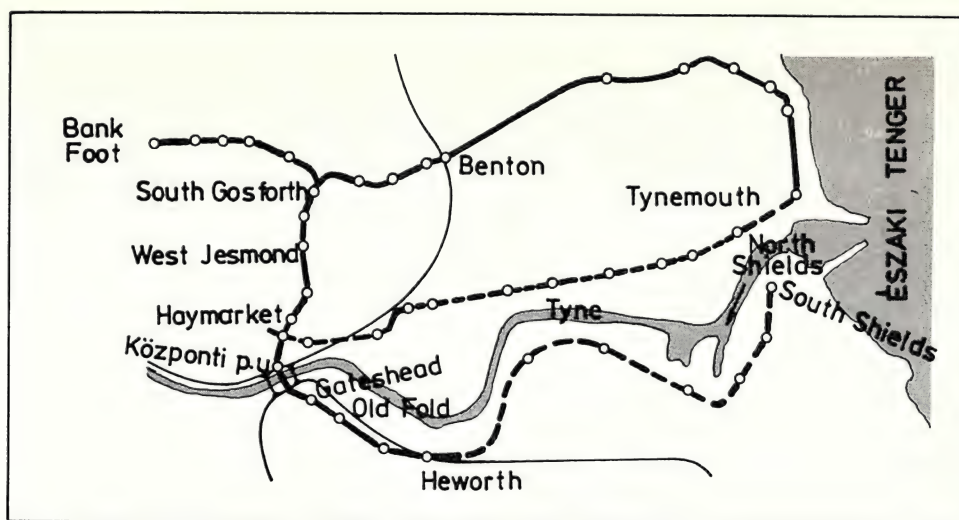 Bank
Foot
South Gosforth
West Jesmond
Haymarket
Központi p.u
Gateshead
Old Fold
Heworth
Benton
Tynemouth
North
Shields
South Shields
Tyne
ÉSZAKI TENGER